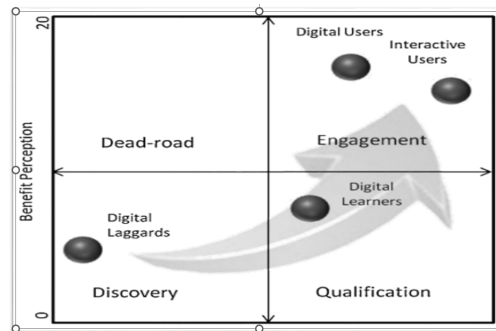 20
Benefit Perception
0
Digital Users
Interactive
Users
Dead-road
Engagement
Digital
Laggards
Digital
Learners
Discovery
Qualification